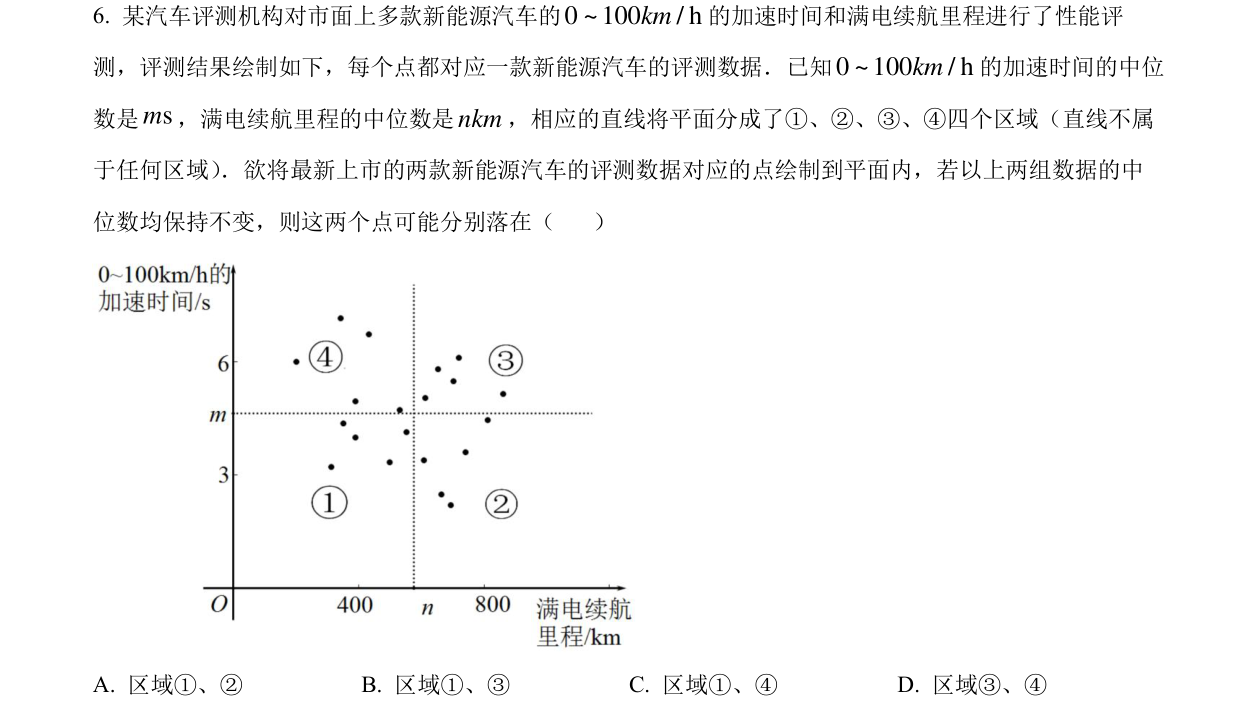 6. 某汽车评测机构对市面上多款新能源汽车的0 ~ 100km / h 的加速时间和满电续航里程进行了性能评
测，评测结果绘制如下，每个点都对应一款新能源汽车的评测数据．已知0 ~ 100km / h 的加速时间的中位
数是ms，满电续航里程的中位数是nkm，相应的直线将平面分成了①、②、③、④四个区域（直线不属
于任何区域）．欲将最新上市的两款新能源汽车的评测数据对应的点绘制到平面内，若以上两组数据的中
位数均保持不变，则这两个点可能分别落在（　　）
0~100km/h的
加速时间/s
④
③
6
m
3
①
②
O
400
n
800
满电续航
里程/km
A. 区域①、② B. 区域①、③ C. 区域①、④ D. 区域③、④